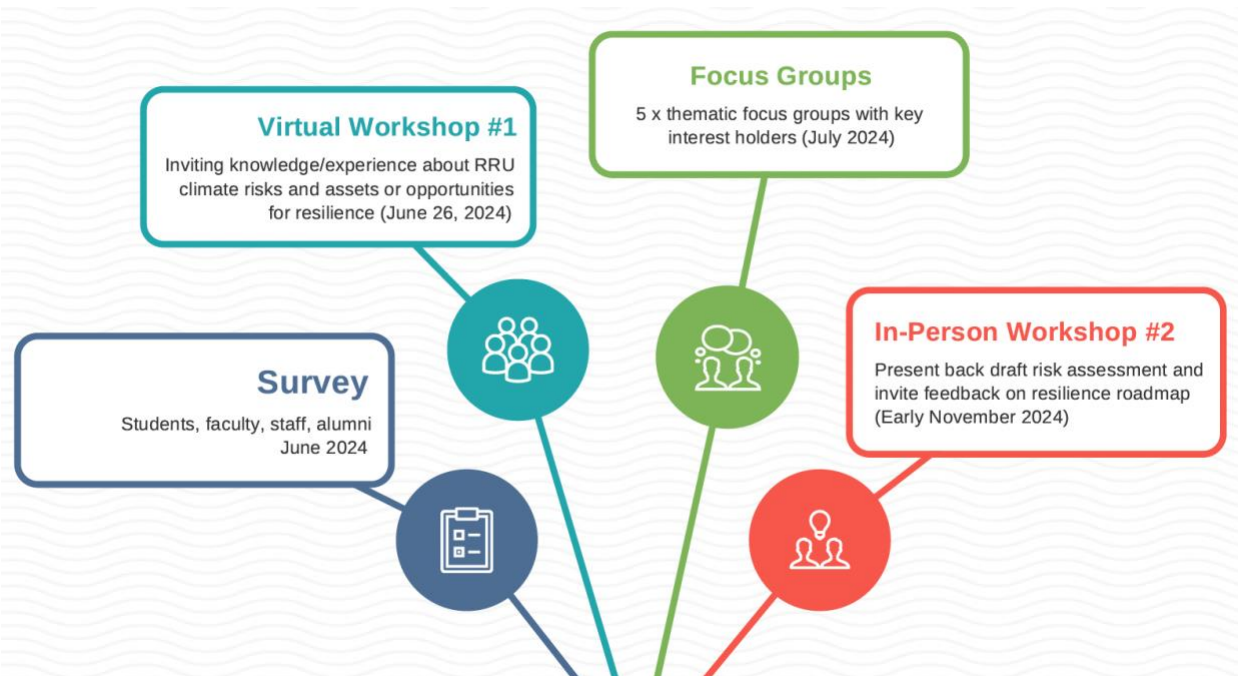 Survey
Students, faculty, staff, alumni
June 2024
Virtual Workshop #1
Inviting knowledge/experience about RRU
climate risks and assets or opportunities
for resilience (June 26, 2024)
Focus Groups
5 x thematic focus groups with key
interest holders (July 2024)
In-Person Workshop #2
Present back draft risk assessment and
invite feedback on resilience roadmap
(Early November 2024)